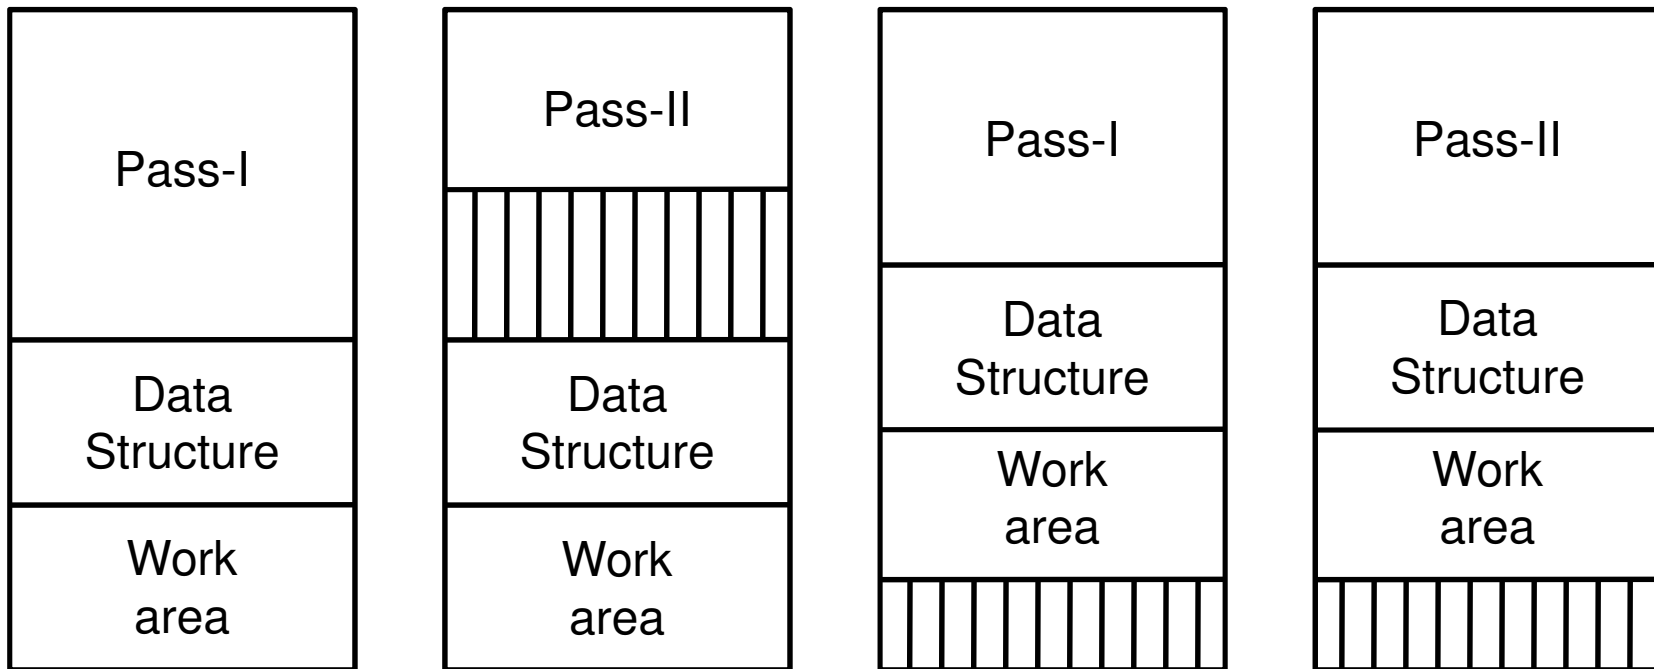 Pass-I
Data
Structure
Work
area
Pass-II
Data
Structure
Work
area
Pass-I
Data
Structure
Work
area
Pass-II
Data
Structure
Work
area